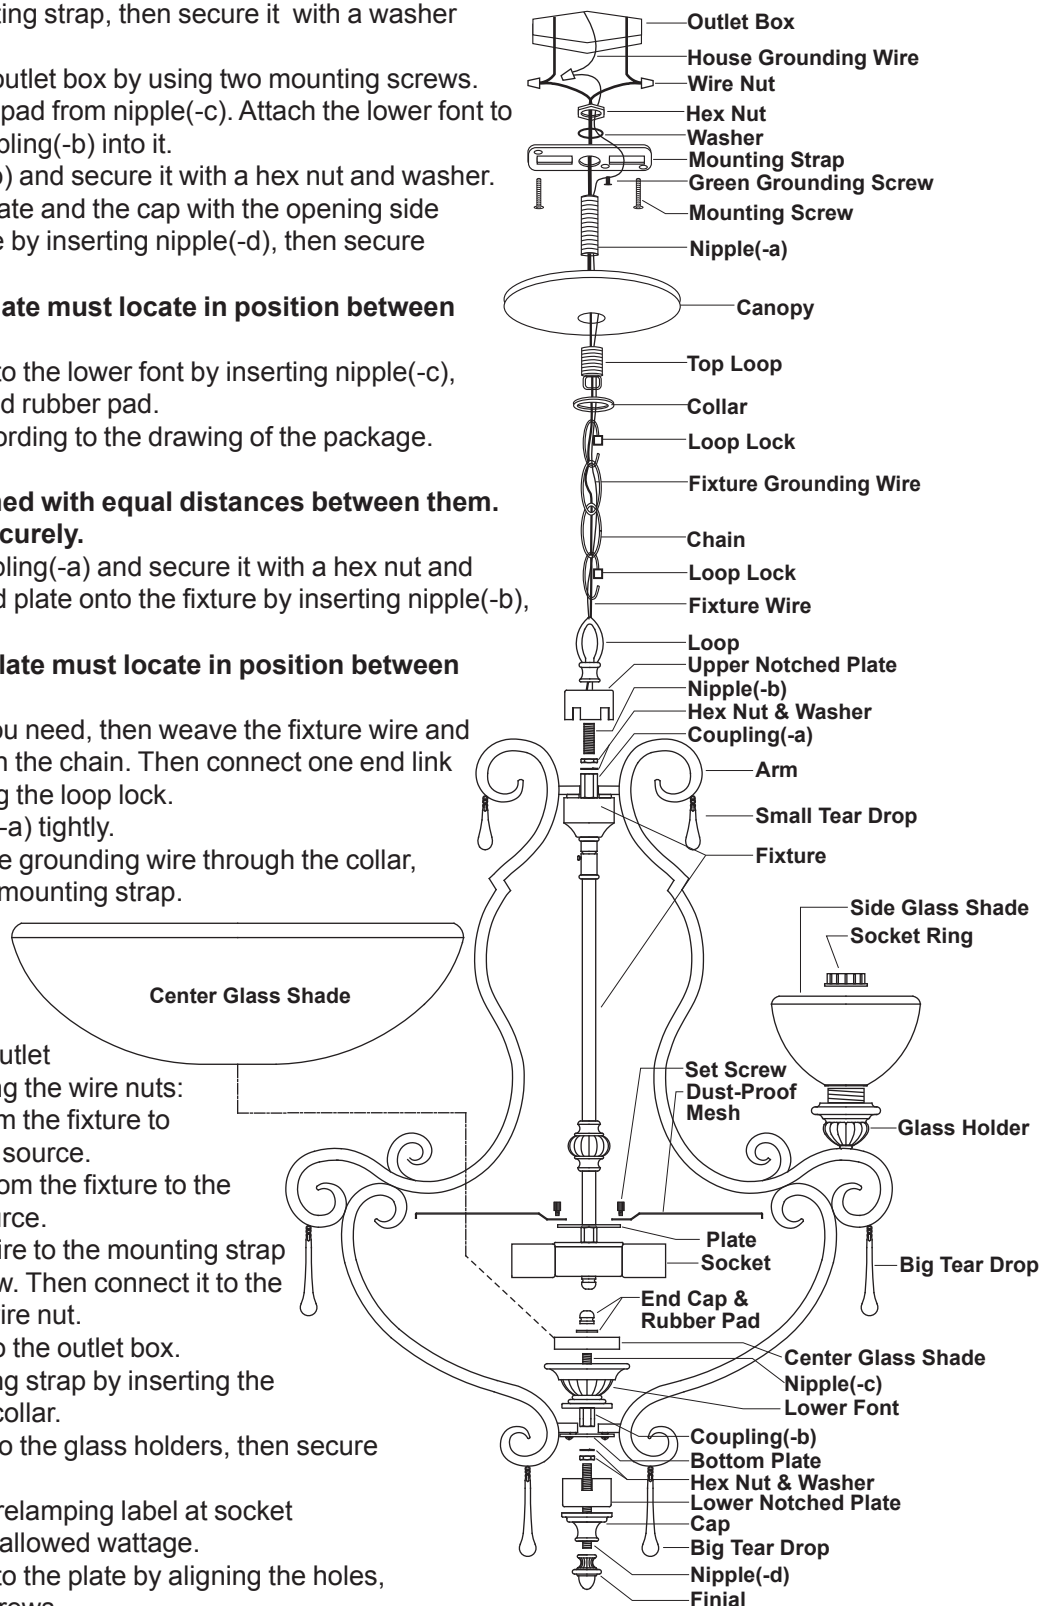 ting strap, then secure it  with a washer
outlet box by using two mounting screws.
pad from nipple(-c). Attach the lower font to
pling(-b) into it.
) and secure it with a hex nut and washer.
ate and the cap with the opening side
e by inserting nipple(-d), then secure
late must locate in position between
to the lower font by inserting nipple(-c),
d rubber pad.
ording to the drawing of the package.
ned with equal distances between them.
curely.
pling(-a) and secure it with a hex nut and
d plate onto the fixture by inserting nipple(-b),
late must locate in position between
ou need, then weave the fixture wire and
h the chain. Then connect one end link
g the loop lock.
-a) tightly.
e grounding wire through the collar,
mounting strap.
utlet
ng the wire nuts:
m the fixture to
source.
rom the fixture to the
urce.
ire to the mounting strap
w. Then connect it to the
ire nut.
o the outlet box.
ng strap by inserting the
collar.
to the glass holders, then secure
relamping label at socket
allowed wattage.
to the plate by aligning the holes,
Outlet Box
House Grounding Wire
Wire Nut
Hex Nut
Washer
Mounting Strap
Green Grounding Screw
Mounting Screw
Nipple(-a)
Canopy
Top Loop
Collar
Loop Lock
Fixture Grounding Wire
Chain
Loop Lock
Fixture Wire
Loop
Upper Notched Plate
Nipple(-b)
Hex Nut & Washer
Coupling(-a)
Arm
Small Tear Drop
Fixture
Side Glass Shade
Socket Ring
Center Glass Shade
Set Screw
Dust-Proof
Mesh
Glass Holder
Plate
Socket
Big Tear Drop
End Cap &
Rubber Pad
Center Glass Shade
Nipple(-c)
Lower Font
Coupling(-b)
Bottom Plate
Hex Nut & Washer
Lower Notched Plate
Cap
Big Tear Drop
Nipple(-d)
Finial